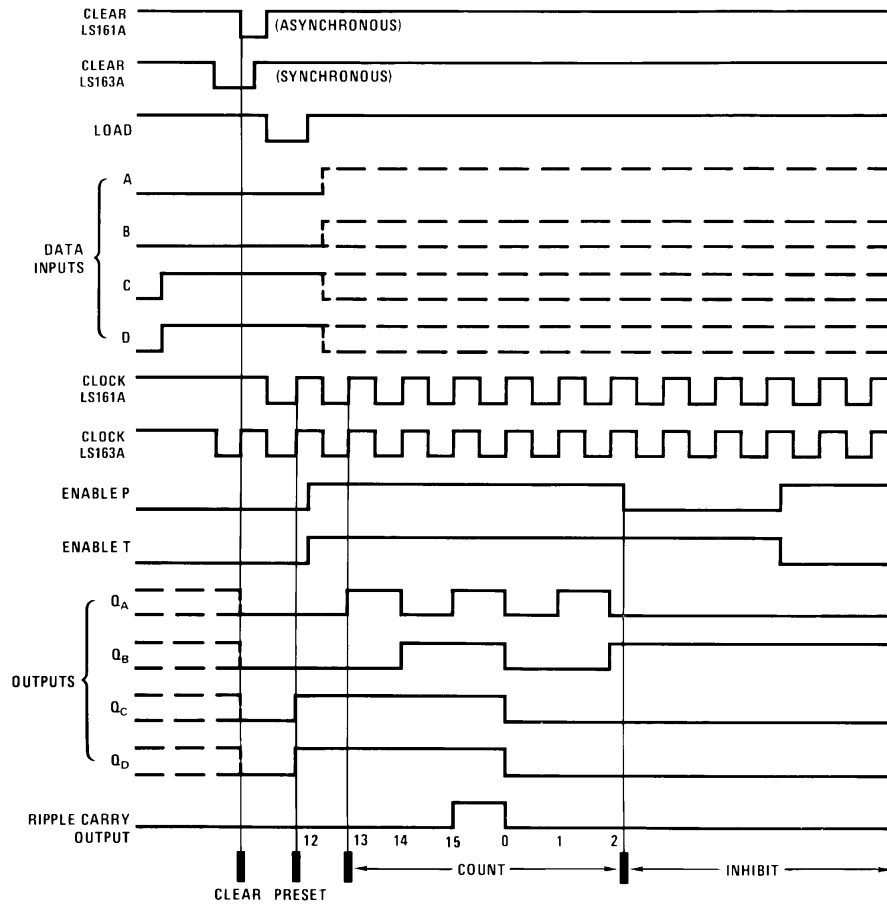 CLEAR
LS161A
(ASYNCHRONOUS)
CLEAR
LS163A
(SYNCHRONOUS)
LOAD
A
B
DATA
INPUTS
C
D
CLOCK
LS161A
CLOCK
LS163A
ENABLE P
ENABLE T
QA
QB
OUTPUTS
QC
QD
RIPPLE CARRY
OUTPUT
12 13 14 15 0 1 2
COUNT INHIBIT
CLEAR PRESET